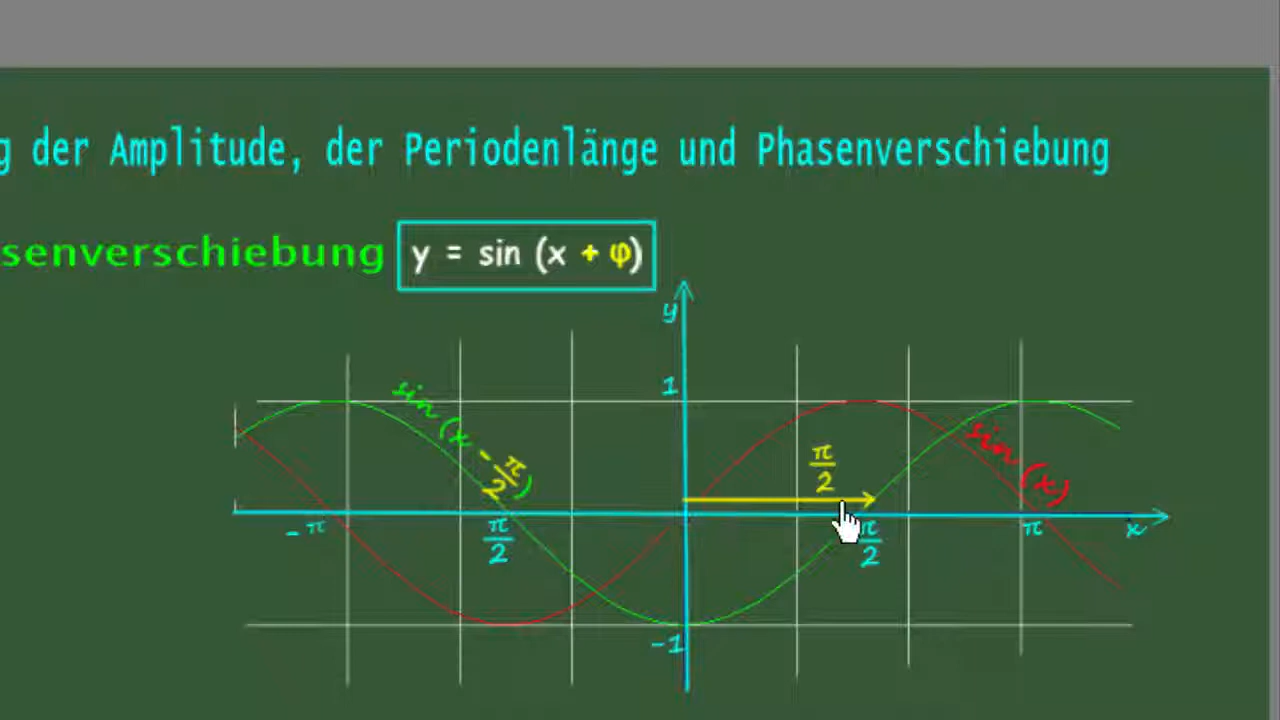 g der Amplitude, der Periodenlänge und Phasenverschiebung
senverschiebung y = sin (x + φ)
y
1
sin (x - π/2)
sin (x)
π/2
-π
π/2
π/2
π
x
-1